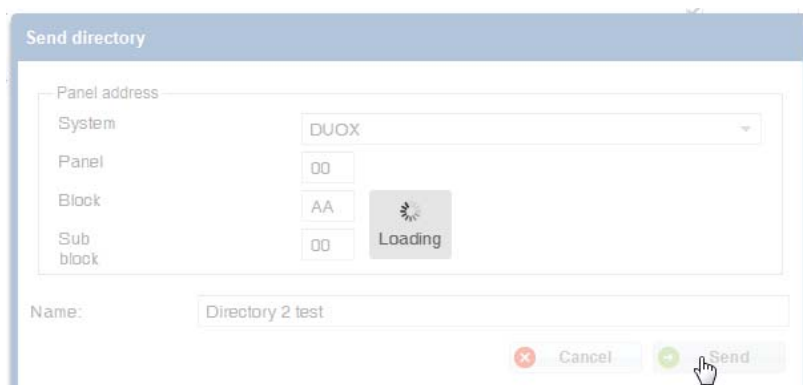 Send directory
Panel address
System DUOX
Panel 00
Block AA
Loading
Sub block 00
Name: Directory 2 test
Cancel Send